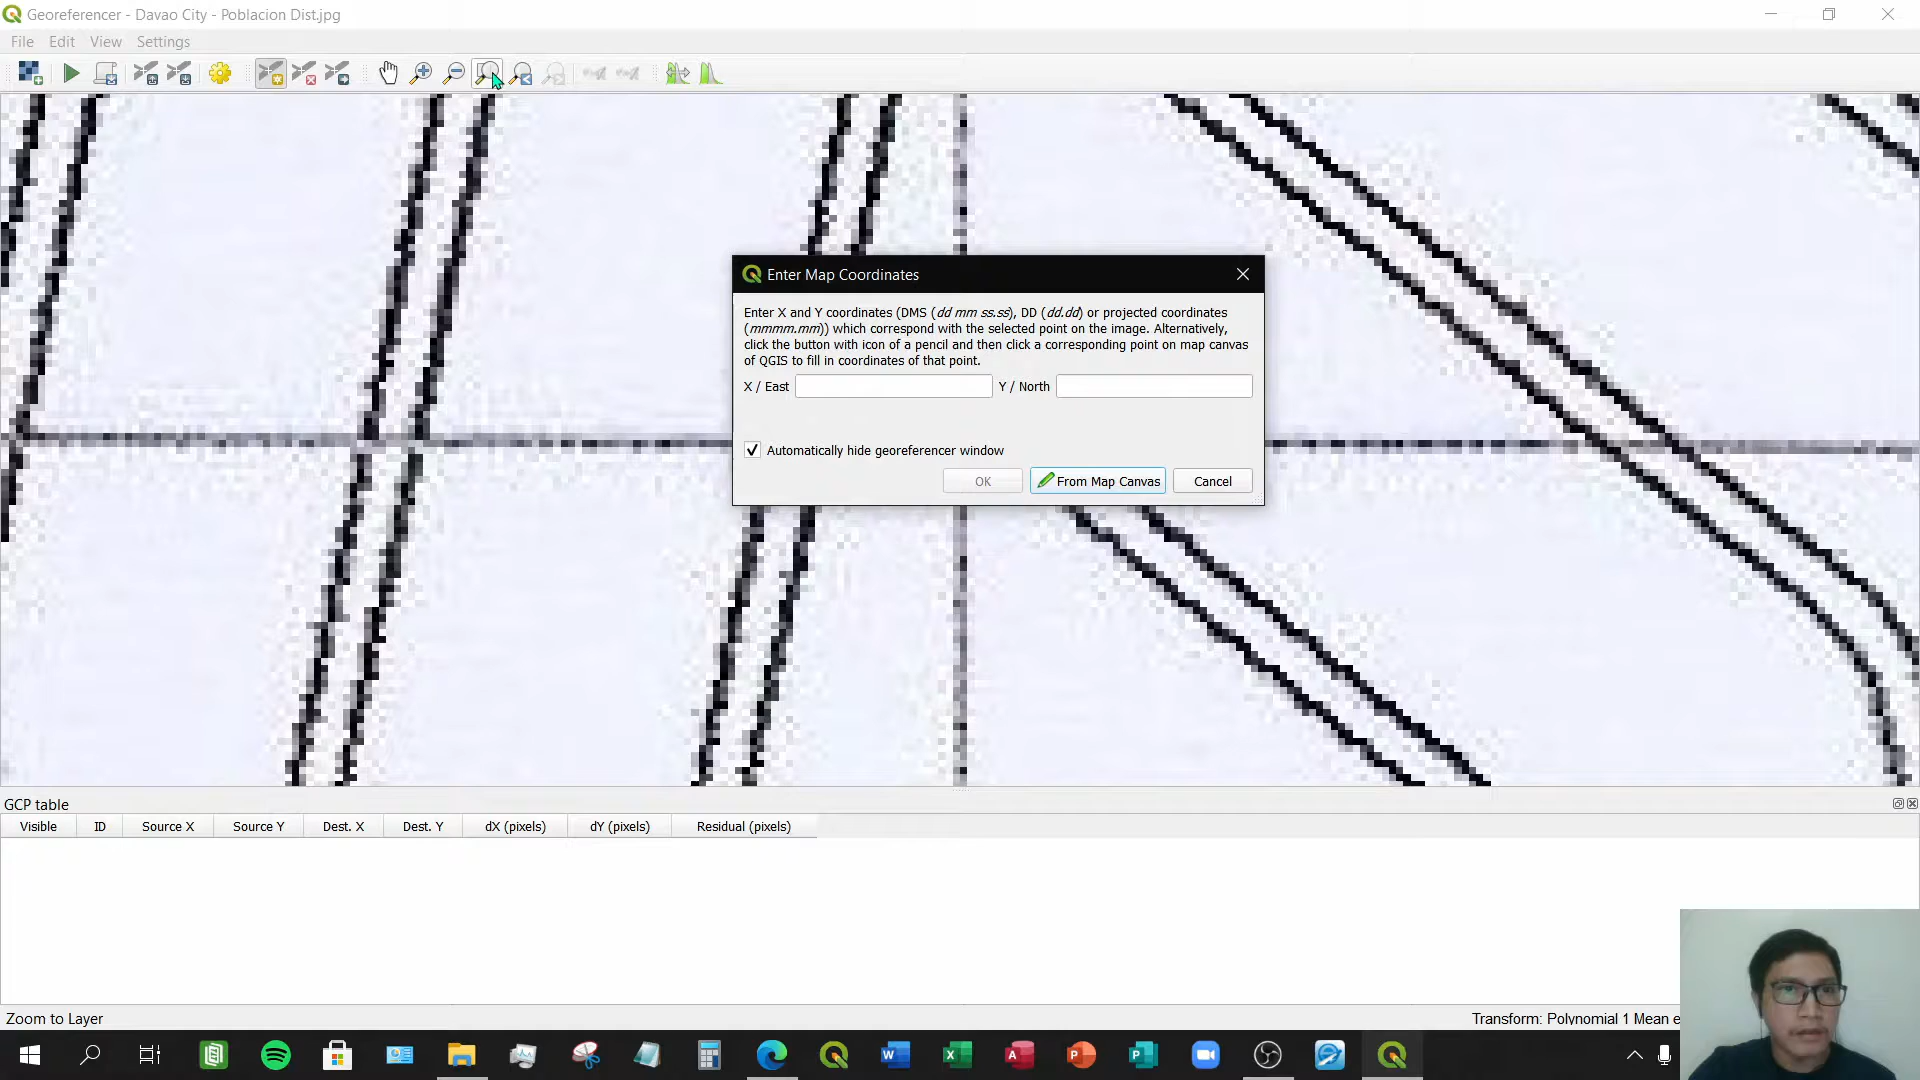 Georeferencer - Davao City - Poblacion Dist.jpg
File Edit View Settings
Enter Map Coordinates
Enter X and Y coordinates (DMS (dd mm ss.ss), DD (dd.dd) or projected coordinates
(mmmm.mm)) which correspond with the selected point on the image. Alternatively,
click the button with icon of a pencil and then click a corresponding point on map canvas
of QGIS to fill in coordinates of that point.
X / East Y / North
Automatically hide georeferencer window
OK From Map Canvas Cancel
GCP table
Visible ID Source X Source Y Dest. X Dest. Y dX (pixels) dY (pixels) Residual (pixels)
Zoom to Layer Transform: Polynomial 1 Mean e